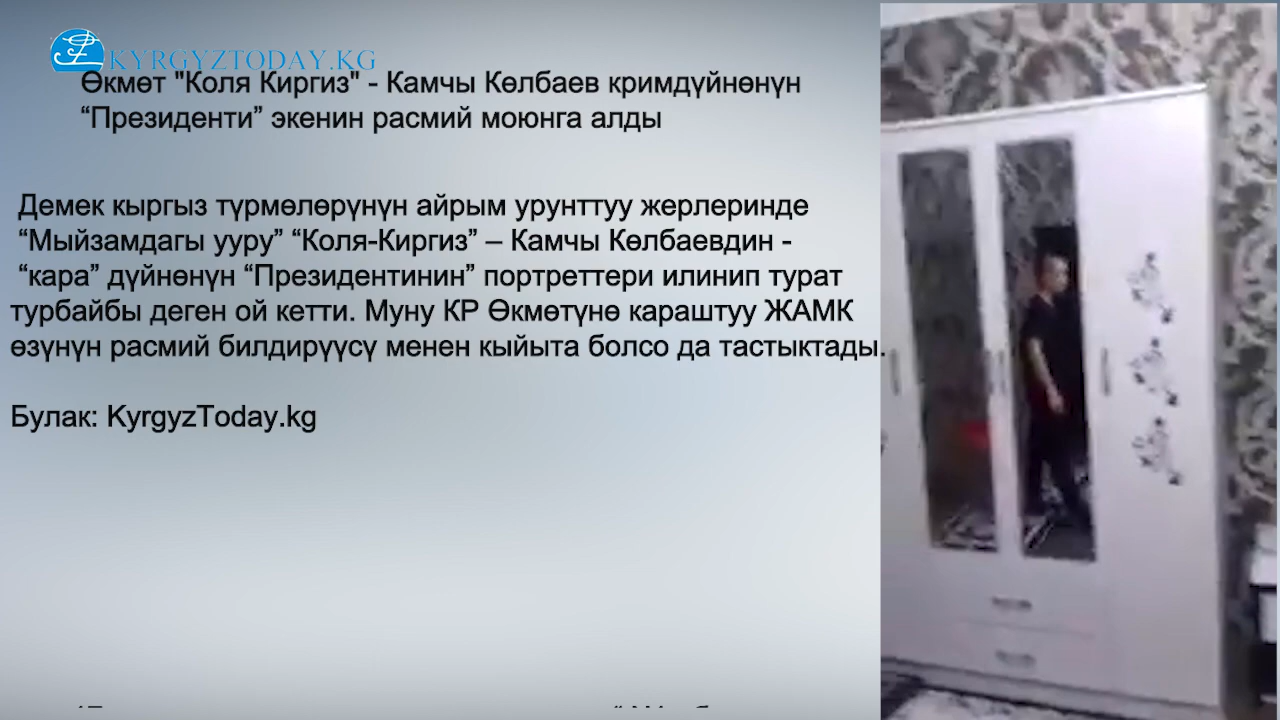 KYRGYZTODAY.KG
Өкмөт "Коля Киргиз" - Камчы Көлбаев кримдүйнөнүн
“Президенти” экенин расмий моюнга алды
Демек кыргыз түрмөлөрүнүн айрым урунттуу жерлеринде
“Мыйзамдагы ууру” “Коля-Киргиз” – Камчы Көлбаевдин -
“кара” дүйнөнүн “Президентинин” портреттери илинип турат
турбайбы деген ой кетти. Муну КР Өкмөтүнө караштуу ЖАМК
өзүнүн расмий билдирүүсү менен кыйыта болсо да тастыктады.
Булак: KyrgyzToday.kg